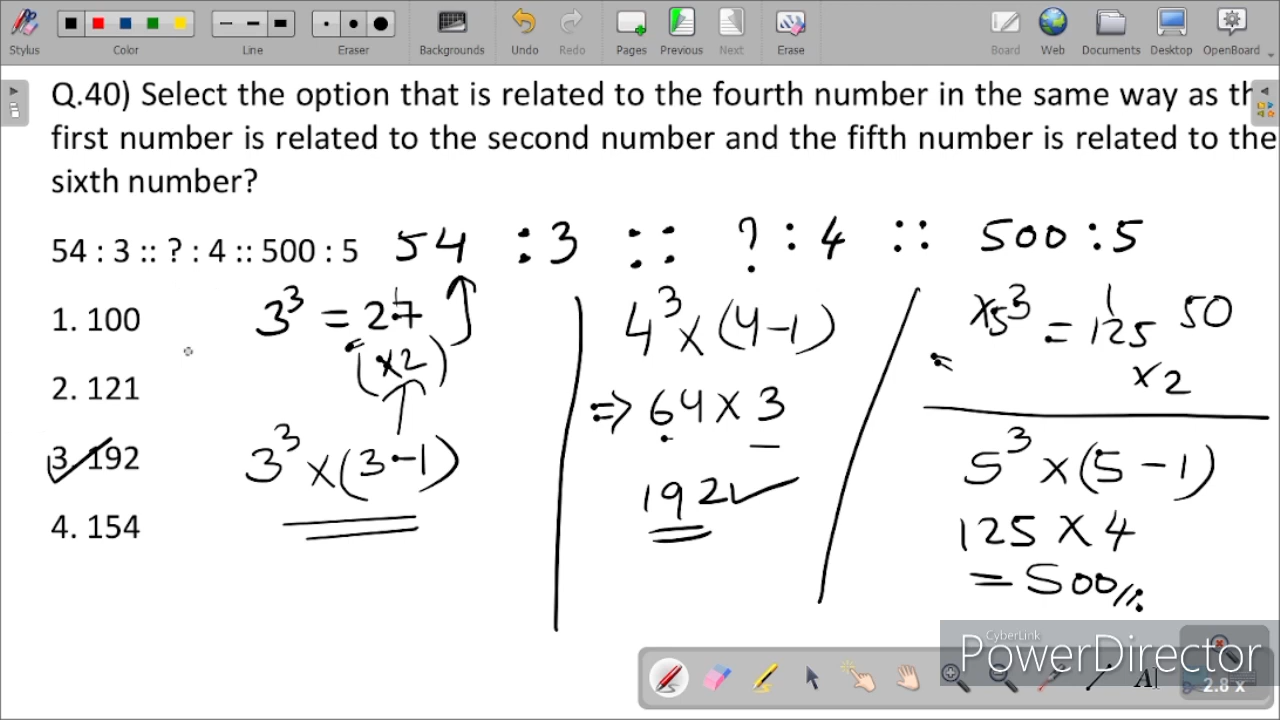 Stylus Color Line Eraser Backgrounds Undo Redo Pages Previous Next Erase Board Web Documents Desktop OpenBoard
Q.40) Select the option that is related to the fourth number in the same way as th
first number is related to the second number and the fifth number is related to the
sixth number?
54 : 3 :: ? : 4 :: 500 : 5
54 : 3 :: ? : 4 :: 500 : 5
1. 100
2. 121
3. 192
4. 154
3³ = 27
(×2)
3³ × (3-1)
4³ × (4-1)
⇒ 64 × 3
192✓
×5³ = 125
50
×2
5³ × (5 - 1)
125 × 4
= 500//
CyberLink
PowerDirector
2.8 x